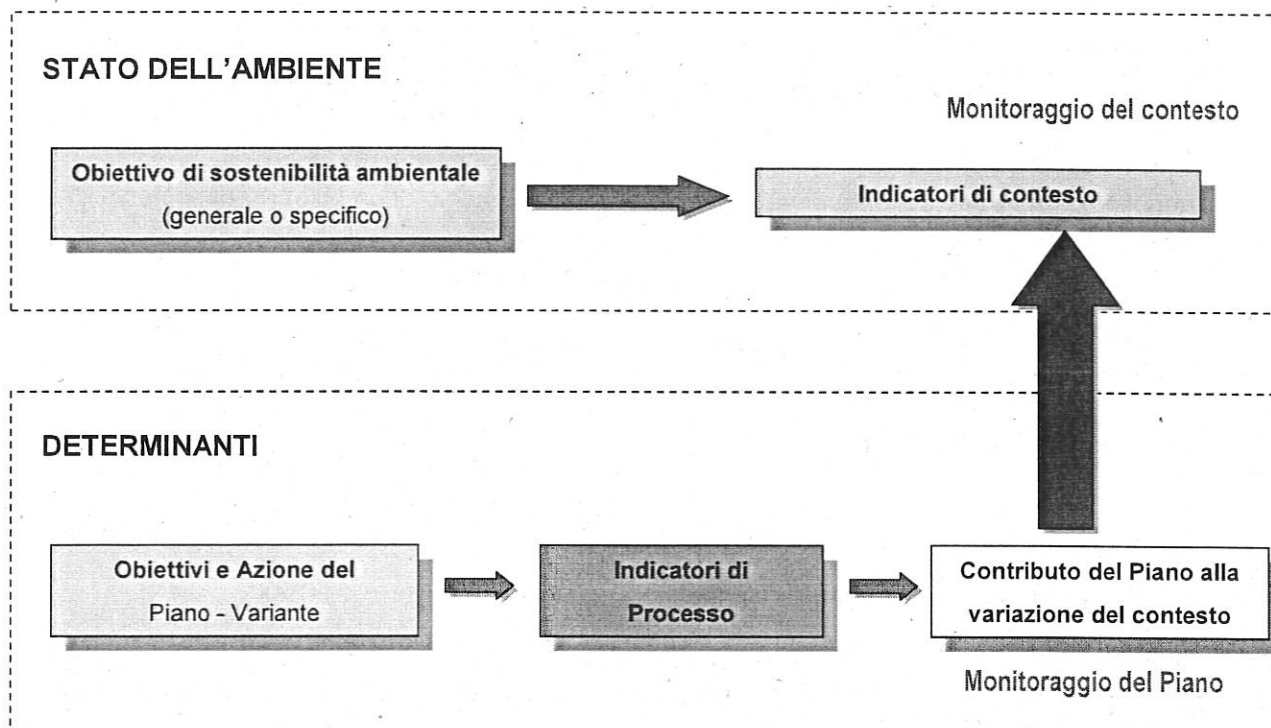 STATO DELL'AMBIENTE
Monitoraggio del contesto
Obiettivo di sostenibilità ambientale
(generale o specifico)
Indicatori di contesto
DETERMINANTI
Obiettivi e Azione del
Piano - Variante
Indicatori di
Processo
Contributo del Piano alla
variazione del contesto
Monitoraggio del Piano